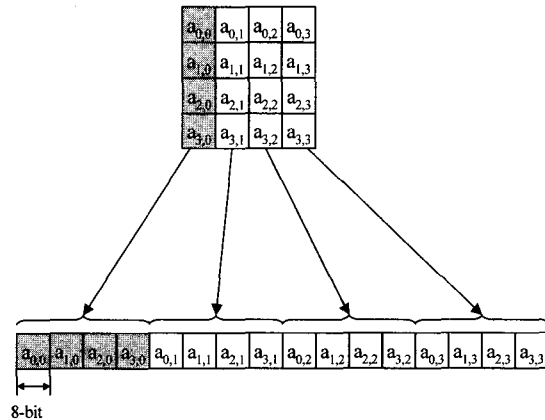 a0,0 a0,1 a0,2 a0,3
a1,0 a1,1 a1,2 a1,3
a2,0 a2,1 a2,2 a2,3
a3,0 a3,1 a3,2 a3,3
a0,0 a1,0 a2,0 a3,0 a0,1 a1,1 a2,1 a3,1 a0,2 a1,2 a2,2 a3,2 a0,3 a1,3 a2,3 a3,3
8-bit